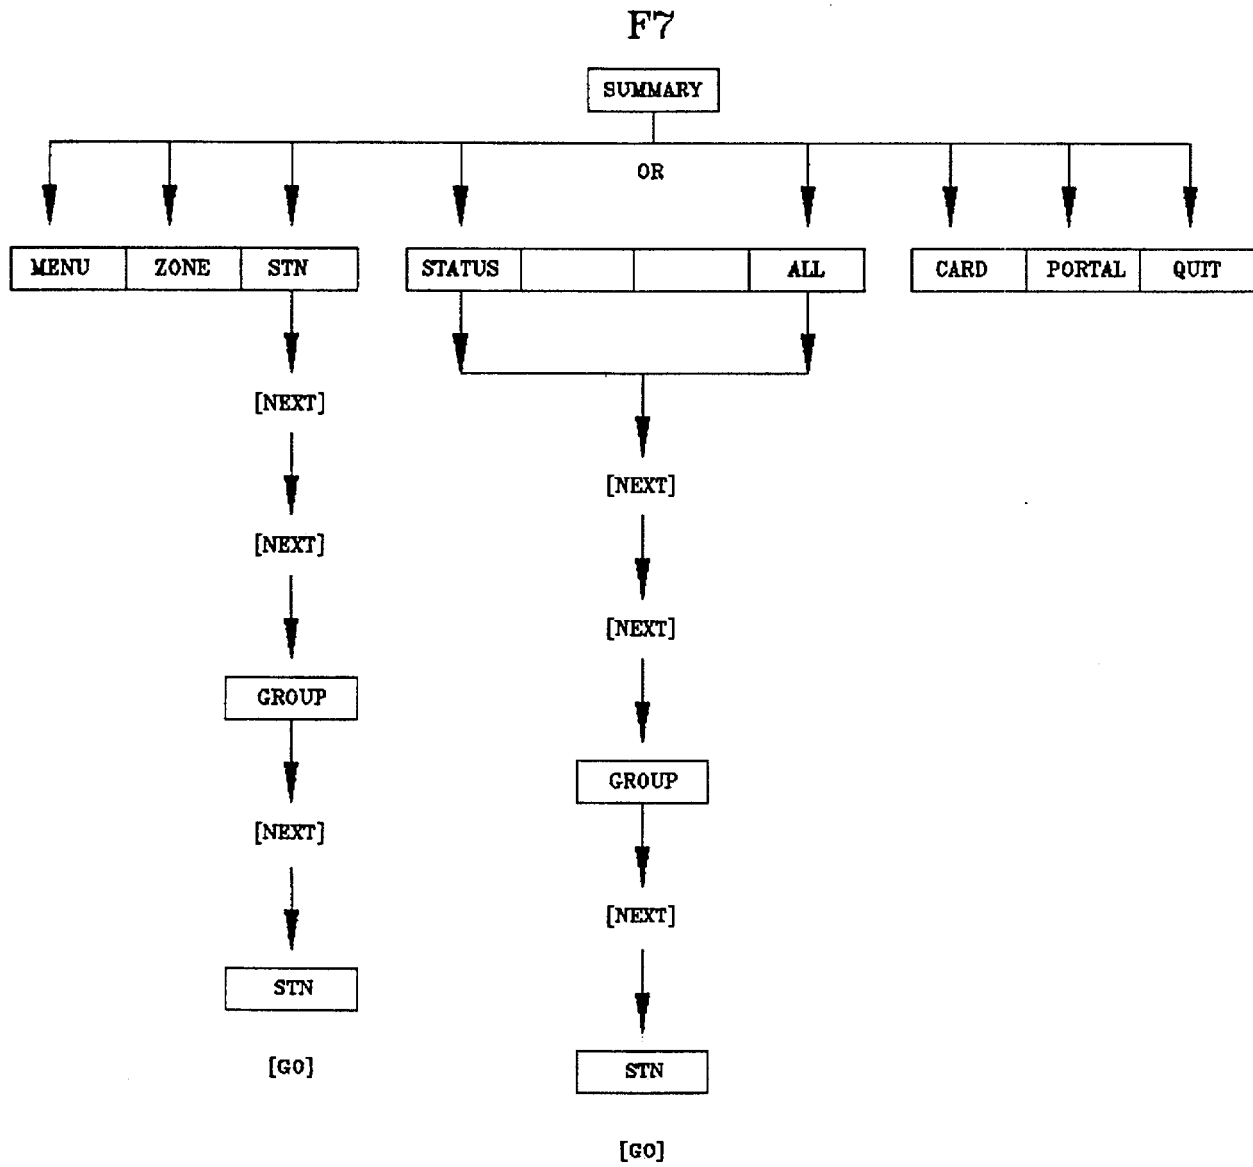 F7
SUMMARY
OR
MENU ZONE STN STATUS ALL CARD PORTAL QUIT
[NEXT]
[NEXT]
[NEXT]
[NEXT]
GROUP
GROUP
[NEXT]
[NEXT]
STN
[GO]
STN
[GO]